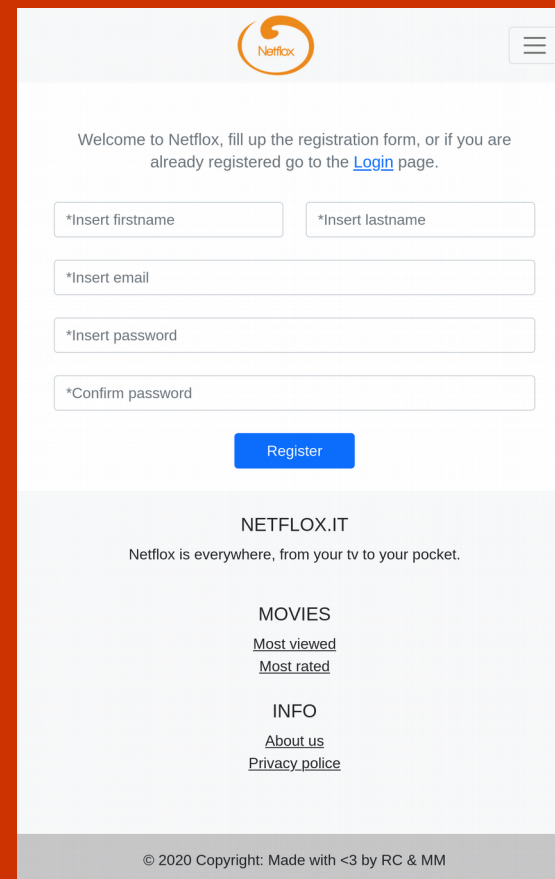 Netflox
Welcome to Netflox, fill up the registration form, or if you are
already registered go to the Login page.
*Insert firstname
*Insert lastname
*Insert email
*Insert password
*Confirm password
Register
NETFLOX.IT
Netflox is everywhere, from your tv to your pocket.
MOVIES
Most viewed
Most rated
INFO
About us
Privacy police
© 2020 Copyright: Made with <3 by RC & MM